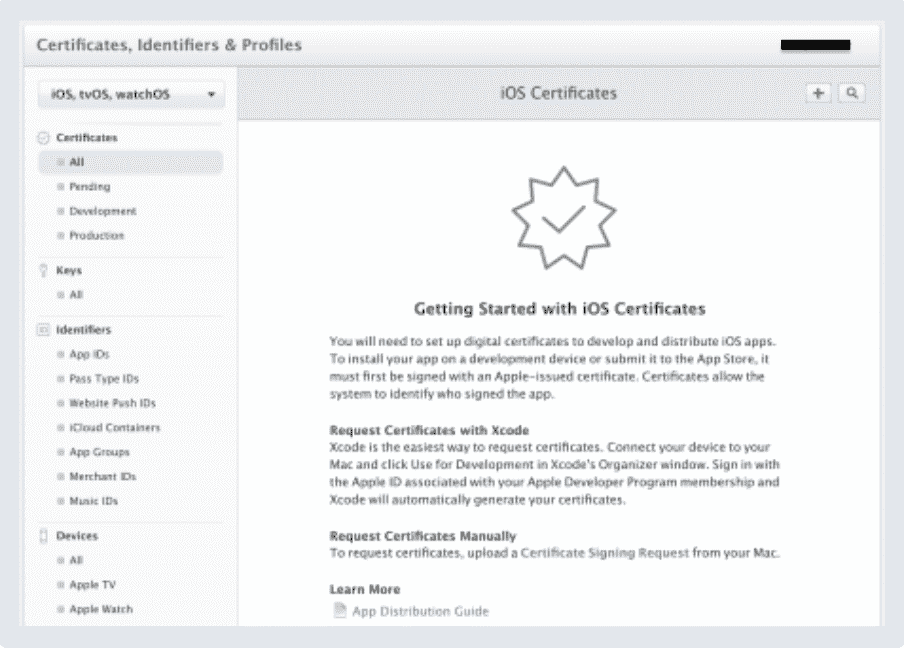 Certificates, Identifiers & Profiles
iOS, tvOS, watchOS
iOS Certificates
Certificates
All
Pending
Development
Production
Keys
All
Identifiers
App IDs
Pass Type IDs
Website Push IDs
iCloud Containers
App Groups
Merchant IDs
Music IDs
Devices
All
Apple TV
Apple Watch
Getting Started with iOS Certificates
You will need to set up digital certificates to develop and distribute iOS apps.
To install your app on a development device or submit it to the App Store, it
must first be signed with an Apple-issued certificate. Certificates allow the
system to identify who signed the app.
Request Certificates with Xcode
Xcode is the easiest way to request certificates. Connect your device to your
Mac and click Use for Development in Xcode's Organizer window. Sign in with
the Apple ID associated with your Apple Developer Program membership and
Xcode will automatically generate your certificates.
Request Certificates Manually
To request certificates, upload a Certificate Signing Request from your Mac.
Learn More
App Distribution Guide